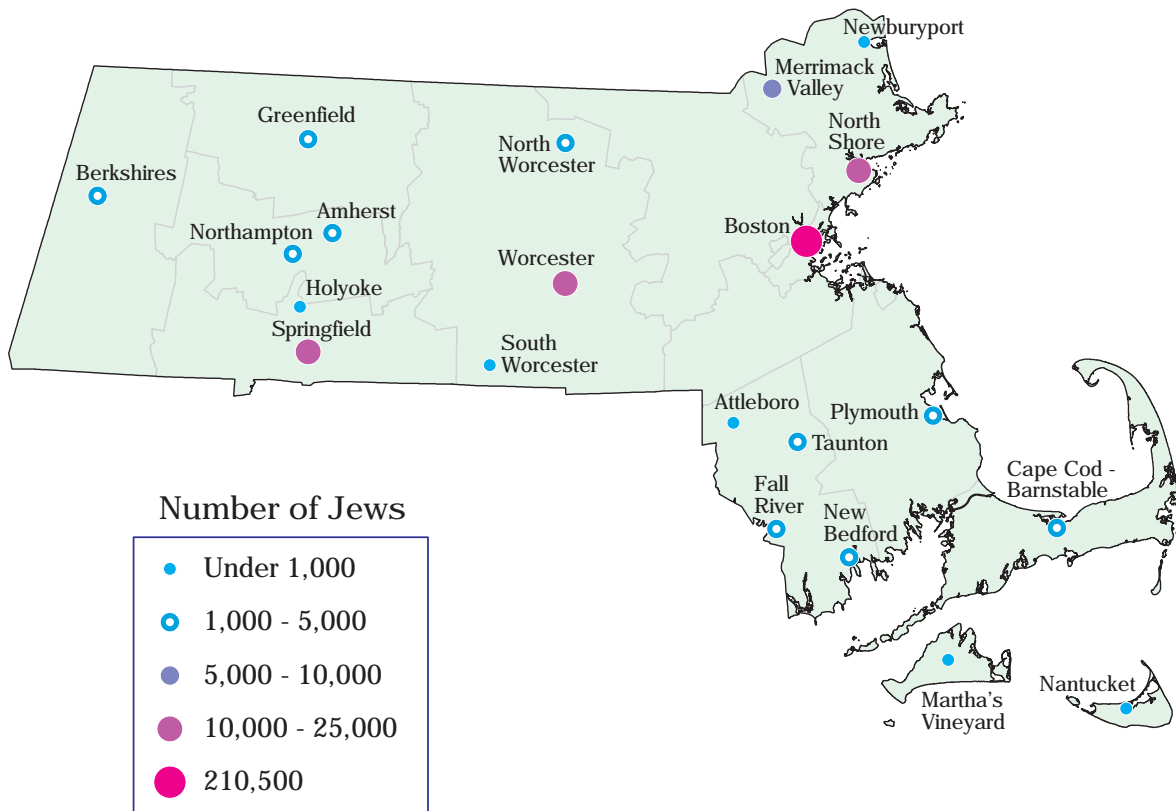 Newburyport
Merrimack
Valley
Greenfield
North
Shore
North
Worcester
Berkshires
Amherst
Northampton
Boston
Worcester
Holyoke
Springfield
South
Worcester
Attleboro
Plymouth
Taunton
Cape Cod -
Barnstable
Fall
River
New
Bedford
Martha's
Vineyard
Nantucket
Number of Jews
Under 1,000
1,000 - 5,000
5,000 - 10,000
10,000 - 25,000
210,500